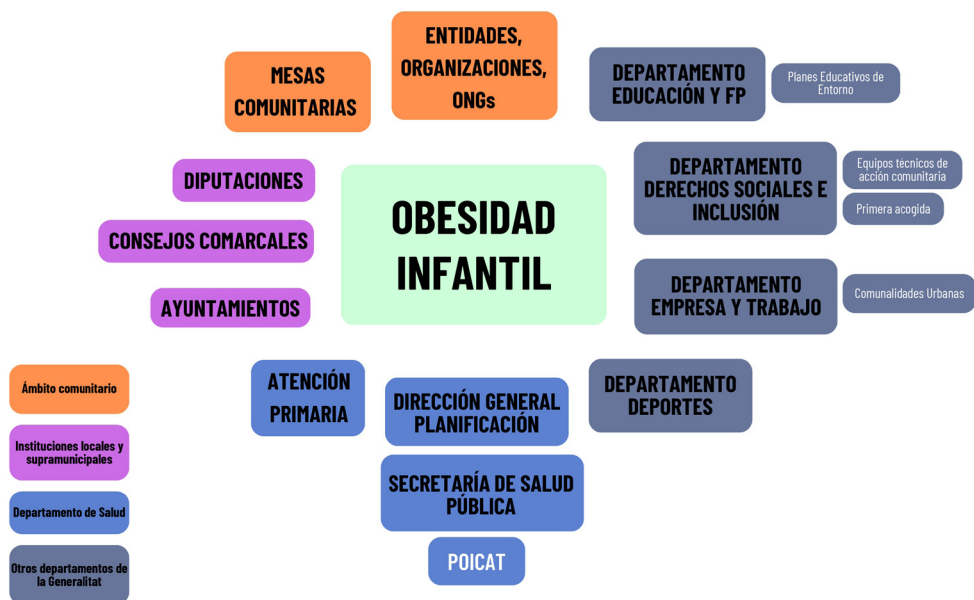 ENTIDADES,
ORGANIZACIONES,
ONGs
MESAS
COMUNITARIAS
DEPARTAMENTO
EDUCACIÓN Y FP
Planes Educativos de
Entorno
DIPUTACIONES
CONSEJOS COMARCALES
AYUNTAMIENTOS
OBESIDAD
INFANTIL
DEPARTAMENTO
DERECHOS SOCIALES E
INCLUSIÓN
Equipos técnicos de
acción comunitaria
Primera acogida
DEPARTAMENTO
EMPRESA Y TRABAJO
Comunalidades Urbanas
ATENCIÓN
PRIMARIA
DIRECCIÓN GENERAL
PLANIFICACIÓN
DEPARTAMENTO
DEPORTES
SECRETARÍA DE SALUD
PÚBLICA
POICAT
Ámbito comunitario
Instituciones locales y
supramunicipales
Departamento de Salud
Otros departamentos de
la Generalitat